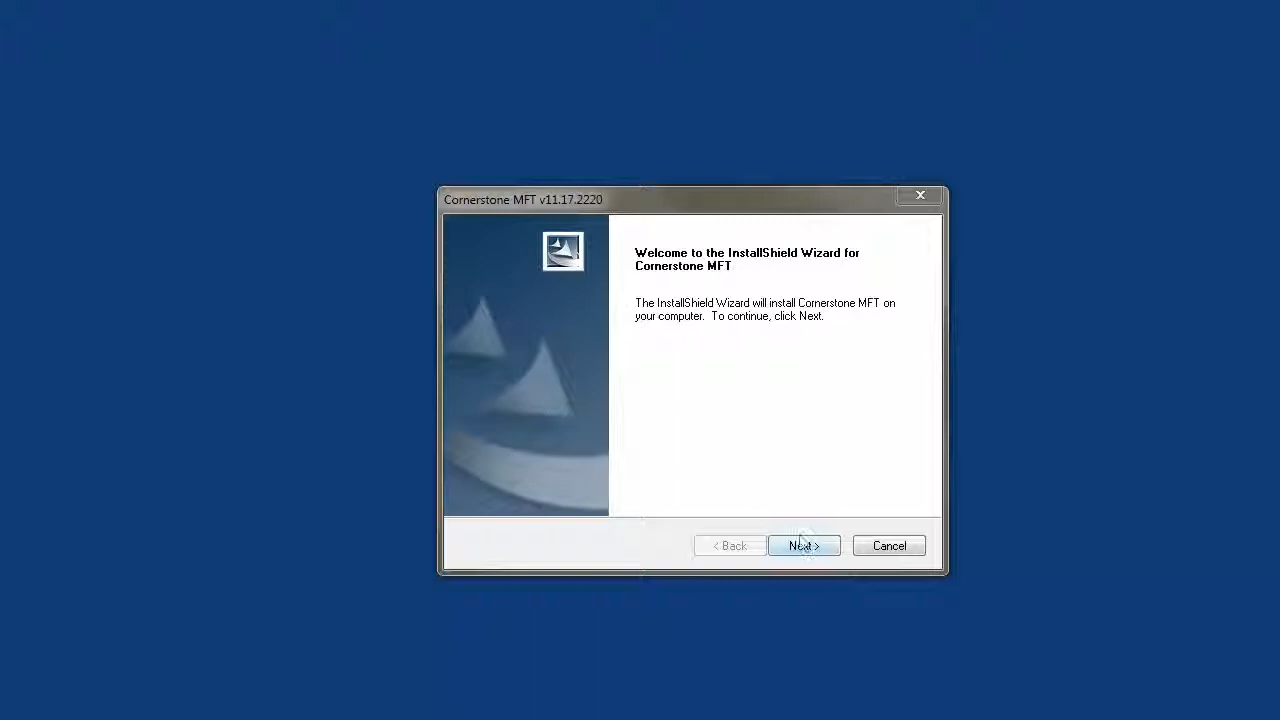 Cornerstone MFT v11.17.2220
Welcome to the InstallShield Wizard for
Cornerstone MFT
The InstallShield Wizard will install Cornerstone MFT on
your computer. To continue, click Next.
< Back
Next >
Cancel